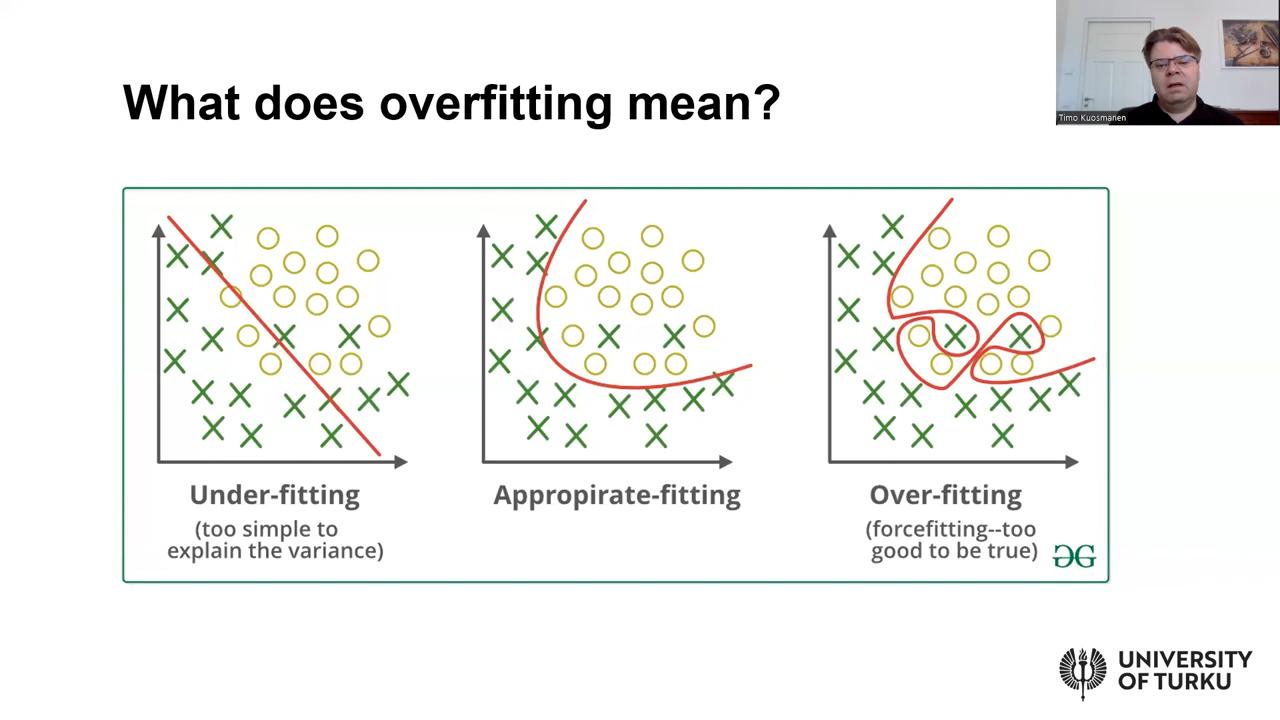 What does overfitting mean?
Timo Kuosmanen
Under-fitting
(too simple to
explain the variance)
Appropirate-fitting
Over-fitting
(forcefitting--too
good to be true)
UNIVERSITY
OF TURKU